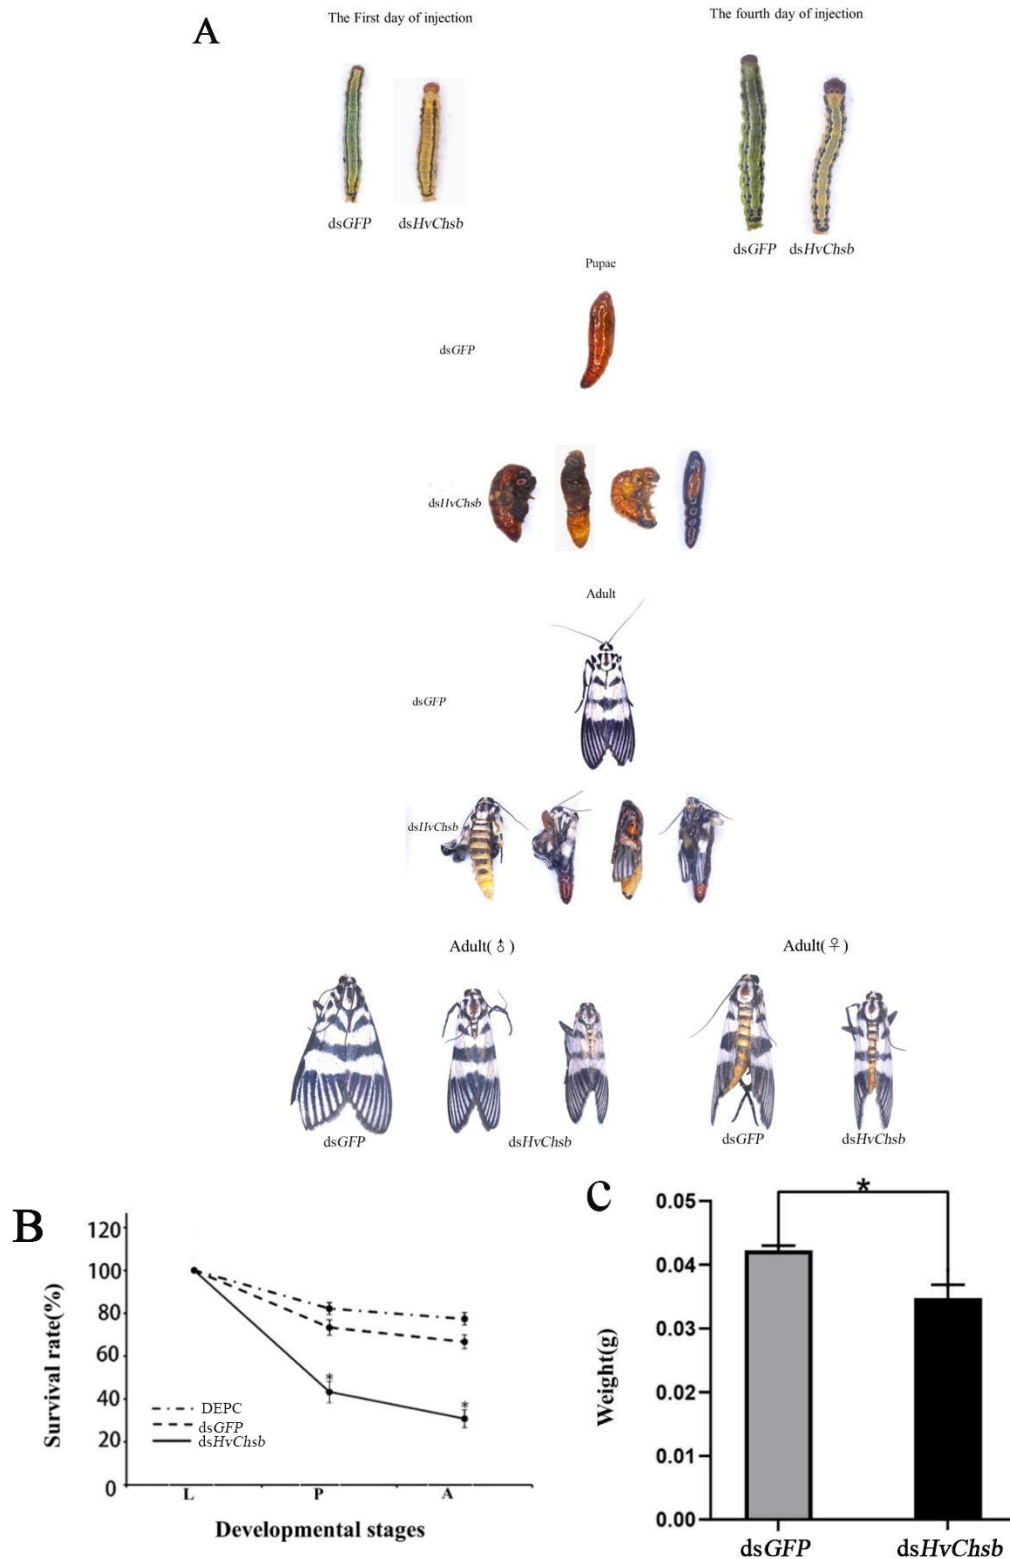 A
The First day of injection
The fourth day of injection
dsGFP dsHvChsb
dsGFP dsHvChsb
Pupae
dsGFP
dsHvChsb
Adult
dsGFP
dsHvChsb
Adult(♂)
Adult(♀)
dsGFP
dsHvChsb
dsGFP
dsHvChsb
B
Survival rate(%)
120
100
80
60
40
20
0
DEPC
dsGFP
dsHvChsb
L P A
Developmental stages
C
*
*
*
Weight(g)
0.05
0.04
0.03
0.02
0.01
0.00
dsGFP dsHvChsb